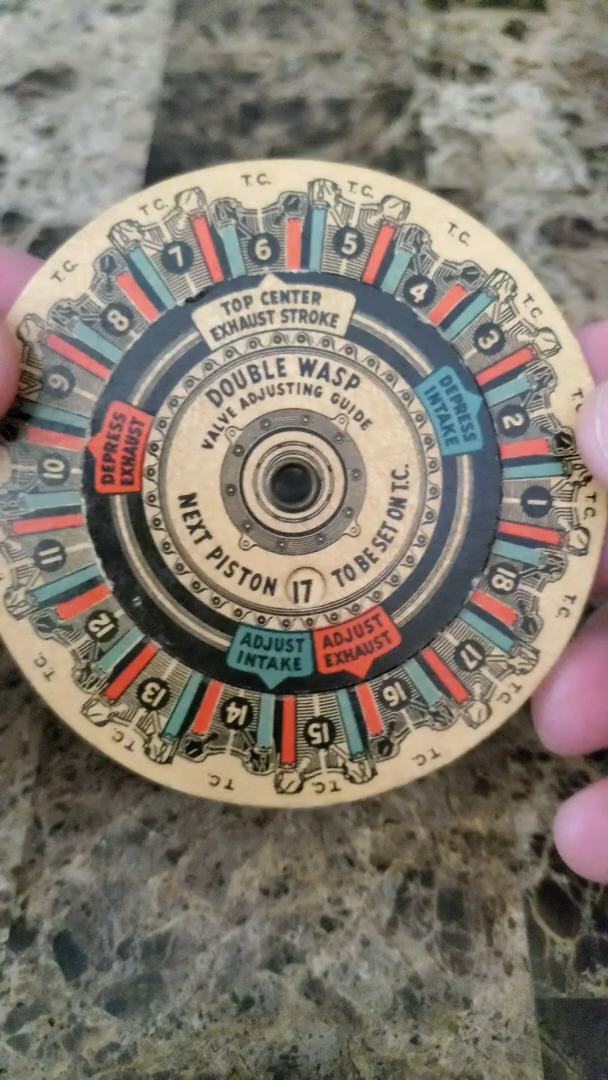 TOP CENTER
EXHAUST STROKE
DOUBLE WASP
VALVE ADJUSTING GUIDE
NEXT PISTON 17 TO BE SET ON T.C.
DEPRESS
INTAKE
DEPRESS
EXHAUST
ADJUST
INTAKE
ADJUST
EXHAUST
1
2
3
4
5
6
7
8
9
10
11
12
13
14
15
16
17
18
T.C.
T.C.
T.C.
T.C.
T.C.
T.C.
T.C.
T.C.
T.C.
T.C.
T.C.
T.C.
T.C.
T.C.